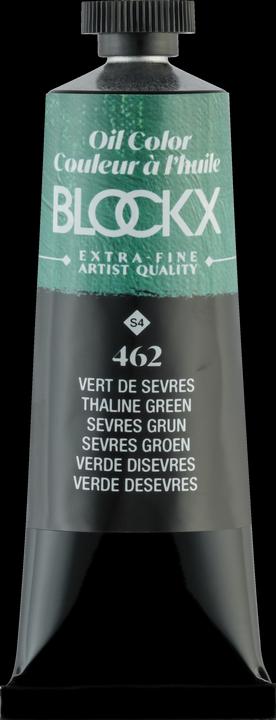 Oil Color
Couleur à l'huile
BLOCKX
EXTRA-FINE
ARTIST QUALITY
S4
462
VERT DE SEVRES
THALINE GREEN
SEVRES GRUN
SEVRES GROEN
VERDE DISEVRES
VERDE DESEVRES